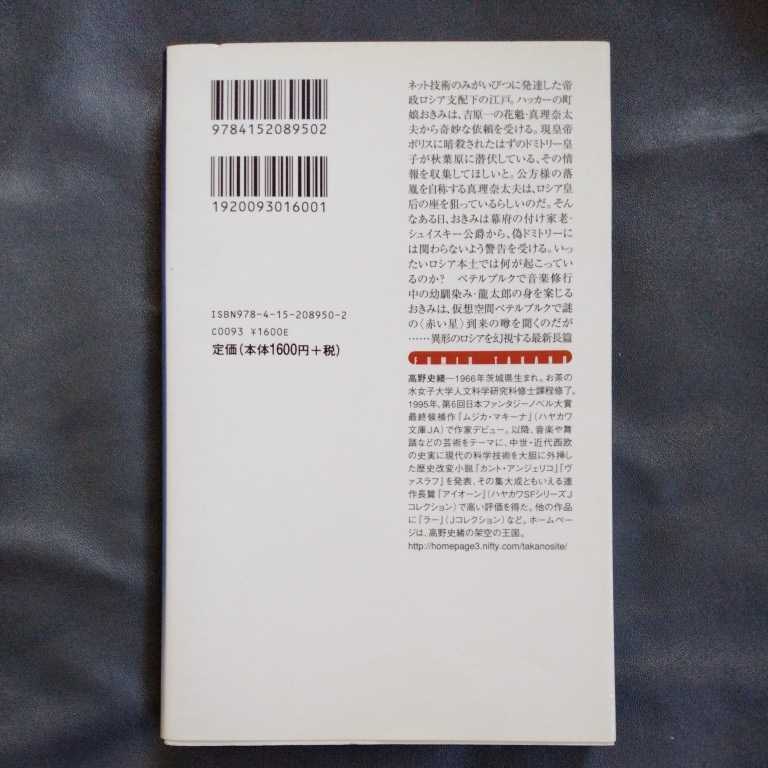 9784152089502
1920093016001
ISBN978-4-15-208950-2
C0093 ¥1600E
定価（本体1600円＋税）
ネット技術のみがいびつに発達した帝
政ロシア支配下の江戸。ハッカーの町
娘おきみは、吉原一の花魁・真理奈太
夫から奇妙な依頼を受ける。現皇帝
ボリスに暗殺されたはずのドミトリー皇
子が秋葉原に潜伏している、その情
報を収集してほしいと。公方様の落
胤を自称する真理奈太夫は、ロシア皇
后の座を狙っているらしいのだ。そん
なある日、おきみは幕府の付け家老・
シュイスキー公爵から、偽ドミトリーに
は関わらないよう警告を受ける。いっ
たいロシア本土では何が起こってい
るのか？　ペテルブルクで音楽修行
中の幼馴染み・龍太郎の身を案じる
おきみは、仮想空間ペテルブルクで謎
の〈赤い星〉到来の噂を聞くのだが
……異形のロシアを幻視する最新長篇
FUMIO TAKANO
高野史緒―1966年茨城県生まれ。お茶の
水女子大学人文科学研究科修士課程修了。
1995年、第6回日本ファンタジーノベル大賞
最終候補作『ムジカ・マキーナ』（ハヤカワ
文庫JA）で作家デビュー。以降、音楽や舞
踊などの芸術をテーマに、中世・近代西欧
の史実に現代の科学技術を大胆に外挿し
た歴史改変小説『カント・アンジェリコ』『ヴ
ァスラフ』を発表、その集大成ともいえる連
作長篇『アイオーン』（ハヤカワSFシリーズJ
コレクション）で高い評価を得た。他の作品
に『ラー』（Jコレクション）など。ホームペー
ジは、高野史緒の架空の王国。
http://homepage3.nifty.com/takanosite/